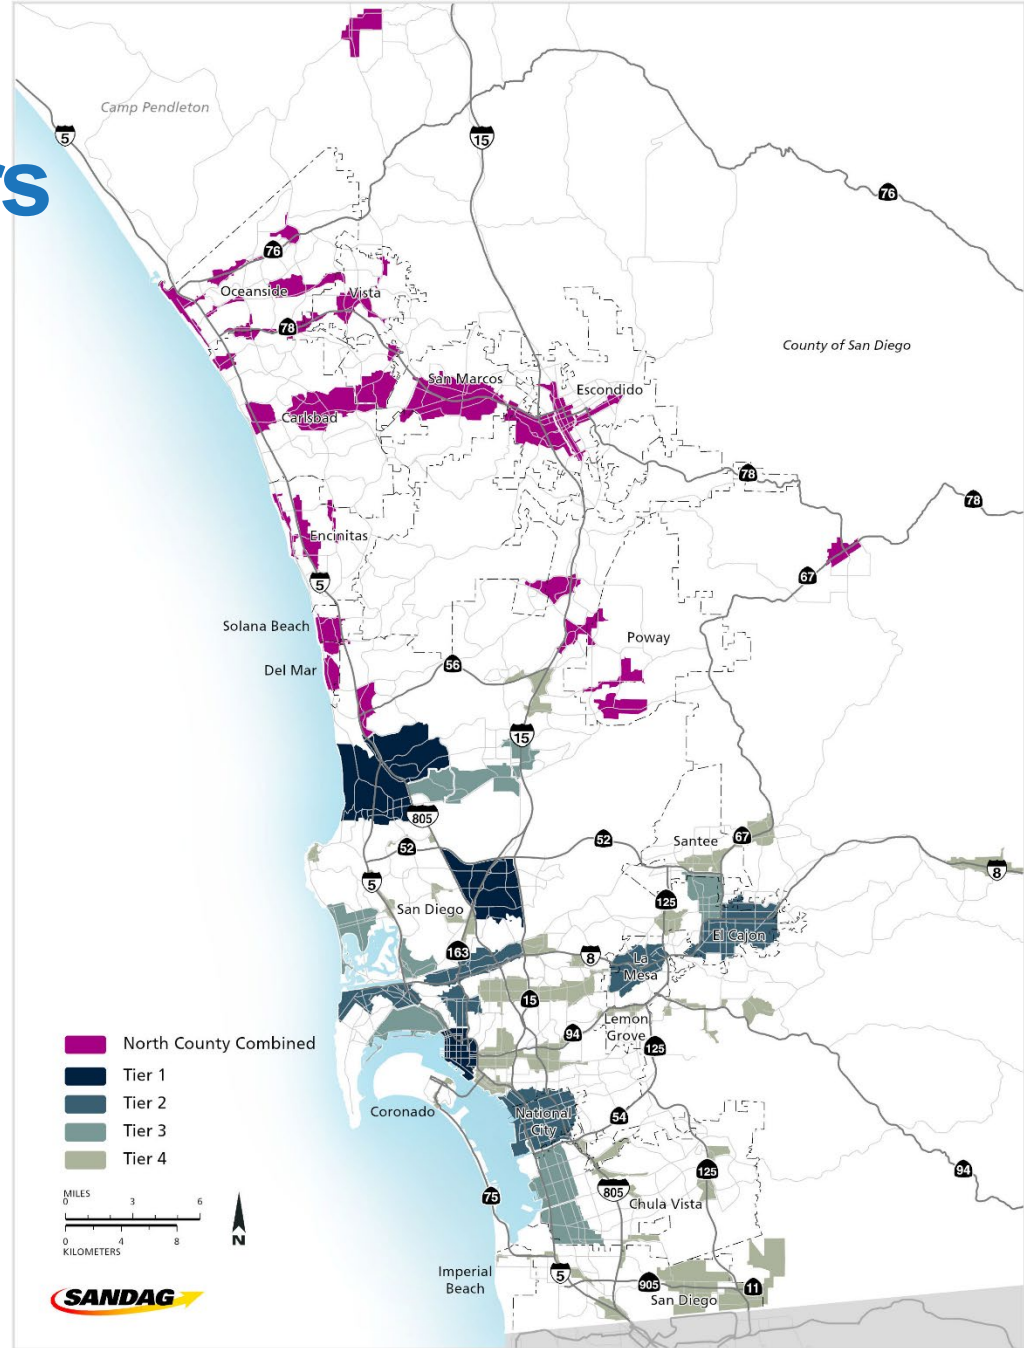 rs
Camp Pendleton
5
15
76
76
Oceanside
Vista
78
County of San Diego
San Marcos
Escondido
Carlsbad
78
78
Encinitas
67
5
Solana Beach
Poway
Del Mar
56
15
805
52
52
Santee
67
8
5
125
San Diego
El Cajon
163
8
La
Mesa
15
Lemon
Grove
94
125
North County Combined
Tier 1
Tier 2
Tier 3
Tier 4
Coronado
National
City
54
125
94
805
75
Chula Vista
MILES
0 3 6
0 4 8
KILOMETERS
N
Imperial
Beach
5
905
11
San Diego
SANDAG